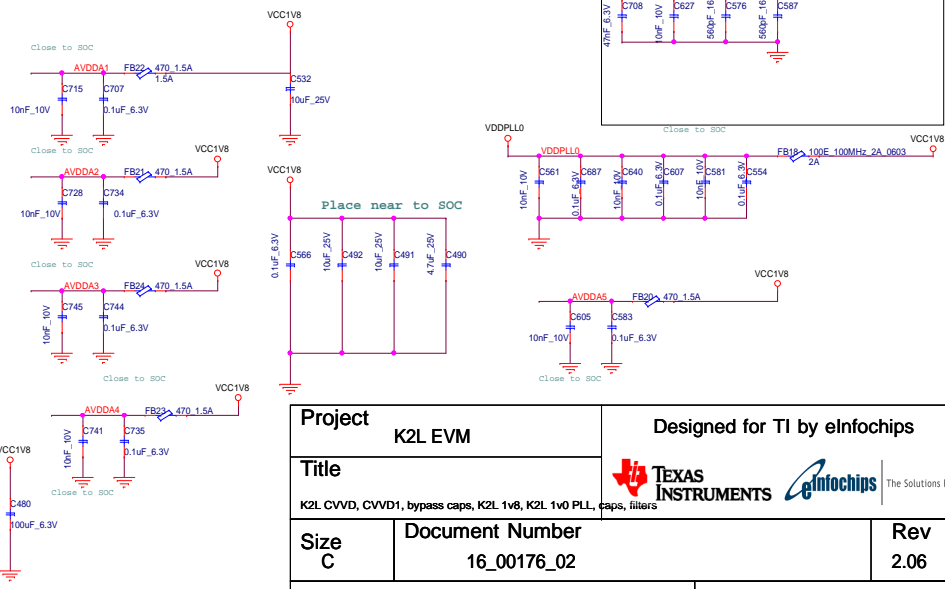 VCC1V8
47nF_6.3V
C708
10nF_10V
C627
C576
C587
Close to SOC
AVDDA1
FB22
470_1.5A
1.5A
C532
10uF_25V
C715
C707
10nF_10V
0.1uF_6.3V
Close to SOC
VCC1V8
AVDDA2
FB21
470_1.5A
C728
C734
10nF_10V
0.1uF_6.3V
VCC1V8
Place near to SOC
0.1uF_6.3V
C566
10uF_25V
C492
10uF_25V
C491
4.7uF_25V
C490
Close to SOC
VDDPLL0
VDDPLL0
FB18
100E_100MHz_2A_0603
2A
VCC1V8
10nF_10V
C561
0.1uF_6.3V
C687
10nF_10V
C640
0.1uF_6.3V
C607
10nF_10V
C581
0.1uF_6.3V
C554
Close to SOC
VCC1V8
AVDDA3
FB24
470_1.5A
10nF_10V
C745
C744
0.1uF_6.3V
VCC1V8
AVDDA5
FB20
470_1.5A
C605
C583
10nF_10V
0.1uF_6.3V
Close to SOC
Close to SOC
VCC1V8
AVDDA4
FB23
470_1.5A
10nF_10V
C741
C735
0.1uF_6.3V
Close to SOC
VCC1V8
C480
100uF_6.3V
Project
K2L EVM
Designed for TI by eInfochips
Title
K2L CVVD, CVVD1, bypass caps, K2L 1v8, K2L 1v0 PLL, caps, filters
TEXAS
INSTRUMENTS
eInfochips
The Solutions
Size
C
Document Number
16_00176_02
Rev
2.06